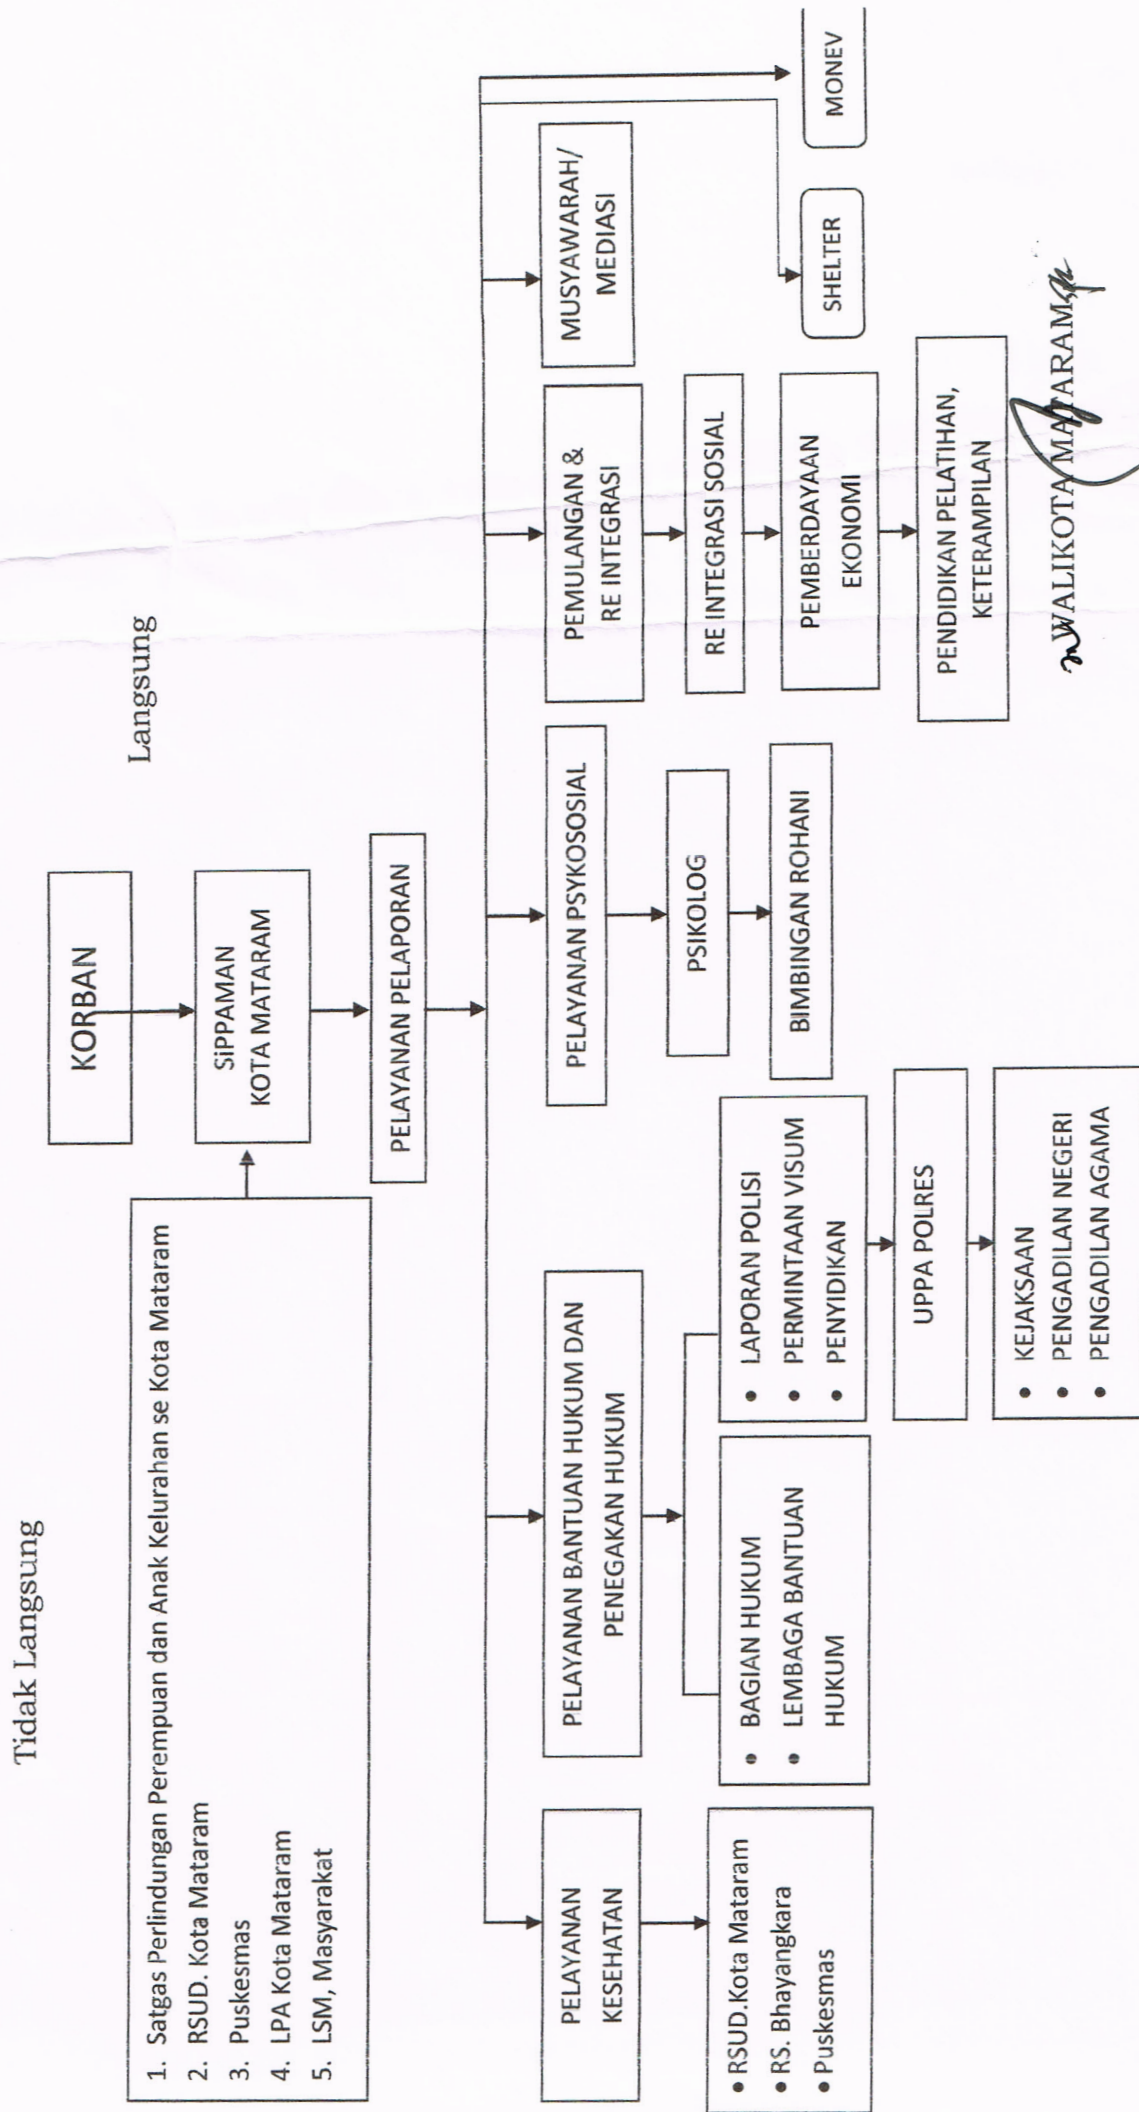 Tidak Langsung
Langsung
KORBAN
1. Satgas Perlindungan Perempuan dan Anak Kelurahan se Kota Mataram
2. RSUD. Kota Mataram
3. Puskesmas
4. LPA Kota Mataram
5. LSM, Masyarakat
SiPPAMAN
KOTA MATARAM
PELAYANAN PELAPORAN
PELAYANAN
KESEHATAN
• RSUD.Kota Mataram
• RS. Bhayangkara
• Puskesmas
PELAYANAN BANTUAN HUKUM DAN
PENEGAKAN HUKUM
• BAGIAN HUKUM
• LEMBAGA BANTUAN
HUKUM
• LAPORAN POLISI
• PERMINTAAN VISUM
• PENYIDIKAN
UPPA POLRES
• KEJAKSAAN
• PENGADILAN NEGERI
• PENGADILAN AGAMA
PELAYANAN PSYKOSOSIAL
PSIKOLOG
BIMBINGAN ROHANI
PEMULANGAN &
RE INTEGRASI
RE INTEGRASI SOSIAL
PEMBERDAYAAN
EKONOMI
PENDIDIKAN PELATIHAN,
KETERAMPILAN
MUSYAWARAH/
MEDIASI
SHELTER
MONEV
WALIKOTA MATARAM,